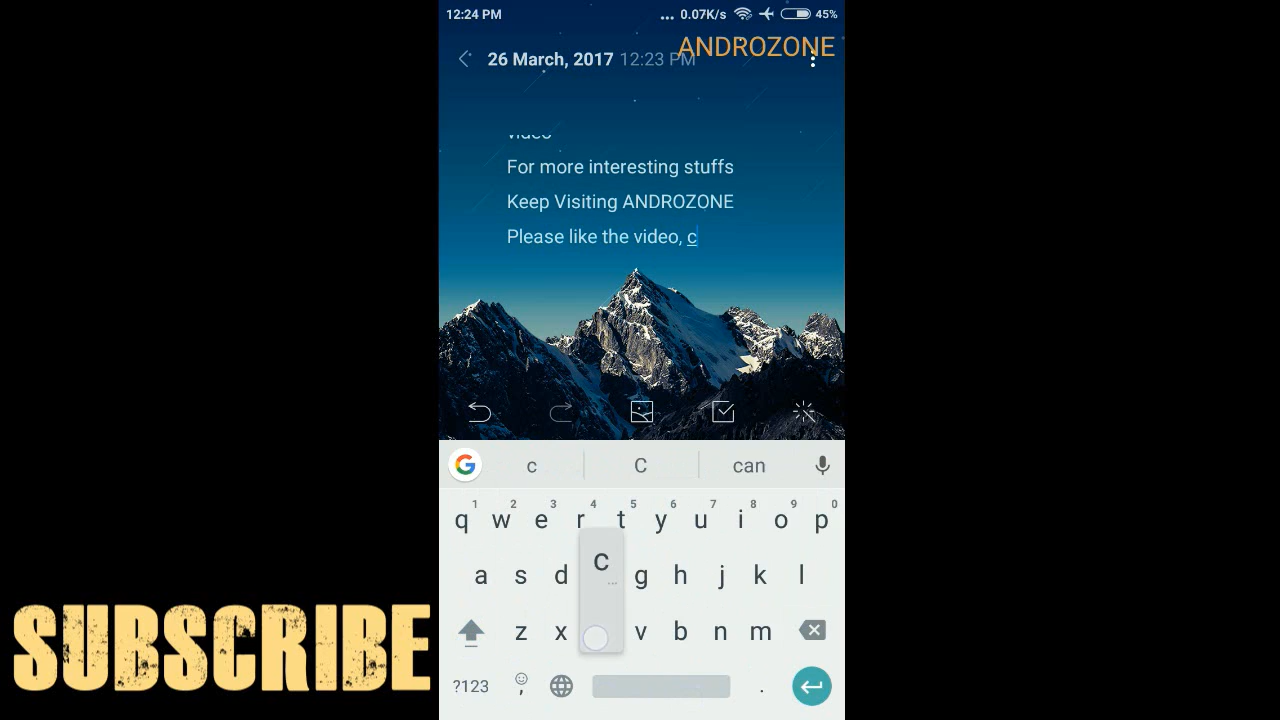 12:24 PM ... 0.07K/s 45%
ANDROZONE
26 March, 2017 12:23 PM
video
For more interesting stuffs
Keep Visiting ANDROZONE
Please like the video, c
c C can
1 2 3 4 5 6 7 8 9 0
q w e r t y u i o p
c
a s d g h j k l
z x v b n m
?123 , .
SUBSCRIBE